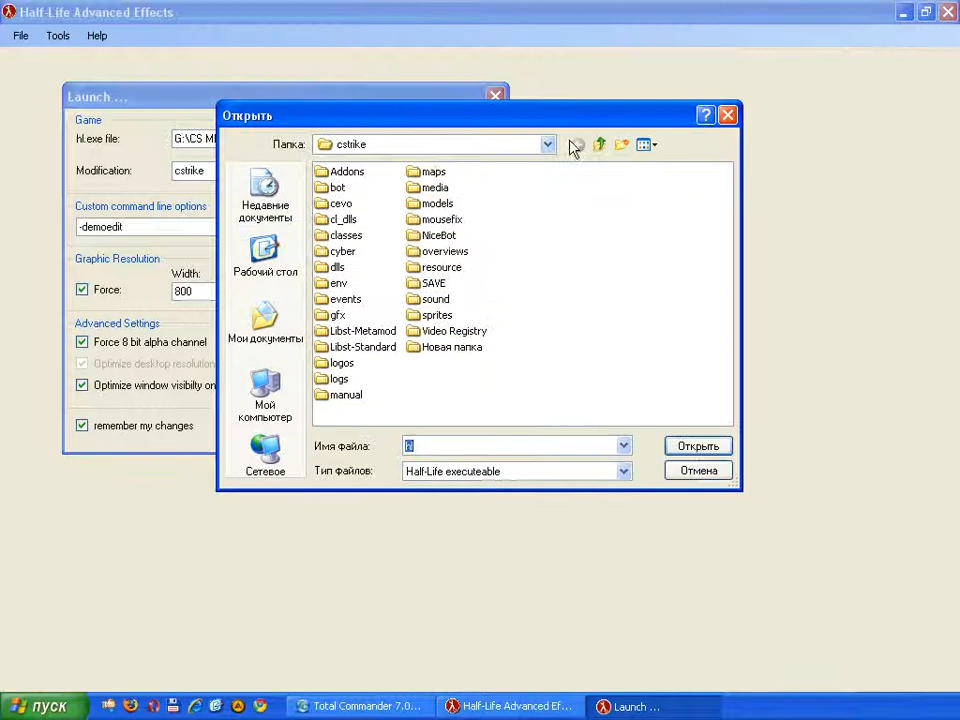 Half-Life Advanced Effects
File Tools Help
Launch ...
Game
hl.exe file: G:\CS
Modification: cstrike
Custom command line options
-demoedit
Graphic Resolution
Width:
Force: 800
Advanced Settings
Force 8 bit alpha channel
Optimize desktop resolution
Optimize window visibilty on
remember my changes
Открыть
Папка: cstrike
Недавние
документы
Рабочий стол
Мои документы
Мой
компьютер
Сетевое
Addons
bot
cevo
cl_dlls
classes
cyber
dlls
env
events
gfx
Libst-Metamod
Libst-Standard
logos
logs
manual
maps
media
models
mousefix
NiceBot
overviews
resource
SAVE
sound
sprites
Video Registry
Новая папка
Имя файла:
Открыть
Тип файлов: Half-Life executeable
Отмена
пуск
Total Commander 7.0...
Half-Life Advanced Ef...
Launch ...